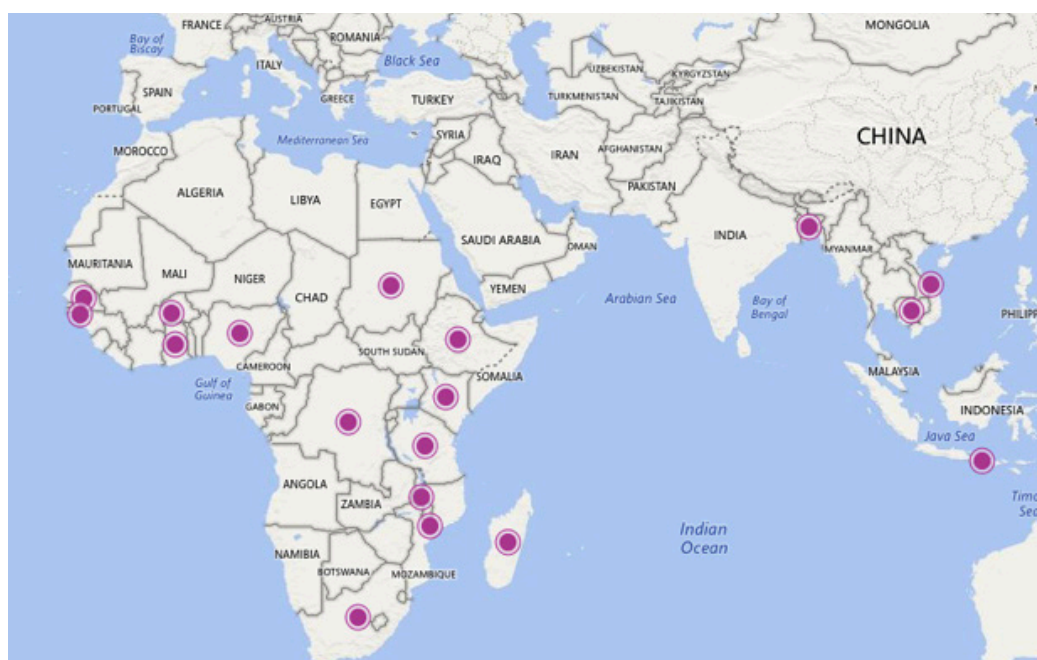 FRANCE
AUSTRIA
MONGOLIA
Bay of
Biscay
ROMANIA
ITALY
Black Sea
UZBEKISTAN
KYRGYZSTAN
SPAIN
GREECE
TURKEY
TURKMENISTAN
TAJIKISTAN
PORTUGAL
CHINA
Mediterranean Sea
SYRIA
MOROCCO
IRAQ
IRAN
AFGHANISTAN
ALGERIA
LIBYA
EGYPT
PAKISTAN
SAUDI ARABIA
OMAN
INDIA
MYANMAR
MAURITANIA
MALI
NIGER
CHAD
YEMEN
Arabian Sea
Bay of
Bengal
PHILIPP
SOUTH SUDAN
CAMEROON
SOMALIA
MALAYSIA
Gulf of
Guinea
GABON
INDONESIA
Java Sea
ANGOLA
ZAMBIA
Timo
Sea
Indian
Ocean
NAMIBIA
BOTSWANA
MOZAMBIQUE